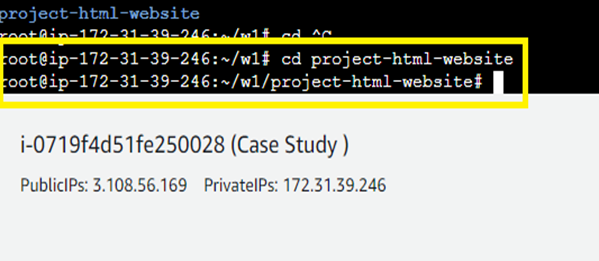 project-html-website
root@ip-172-31-39-246:~/w1# cd ^C
root@ip-172-31-39-246:~/w1# cd project-html-website
root@ip-172-31-39-246:~/w1/project-html-website#
i-0719f4d51fe250028 (Case Study )
PublicIPs: 3.108.56.169 PrivateIPs: 172.31.39.246